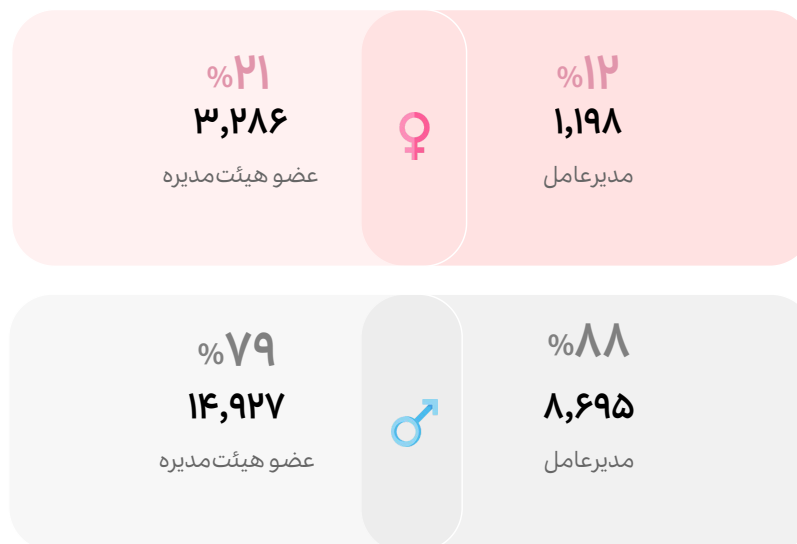 ۱۲%
۱,۱۹۸
مدیرعامل
۲۱%
۳,۲۸۶
عضو هیئت‌مدیره
۸۸%
۸,۶۹۵
مدیرعامل
۷۹%
۱۴,۹۲۷
عضو هیئت‌مدیره